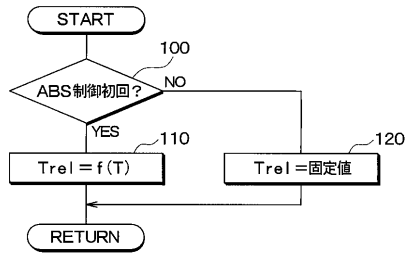 START
100
ABS制御初回?
NO
YES
110
120
Trel=f(T)
Trel=固定値
RETURN